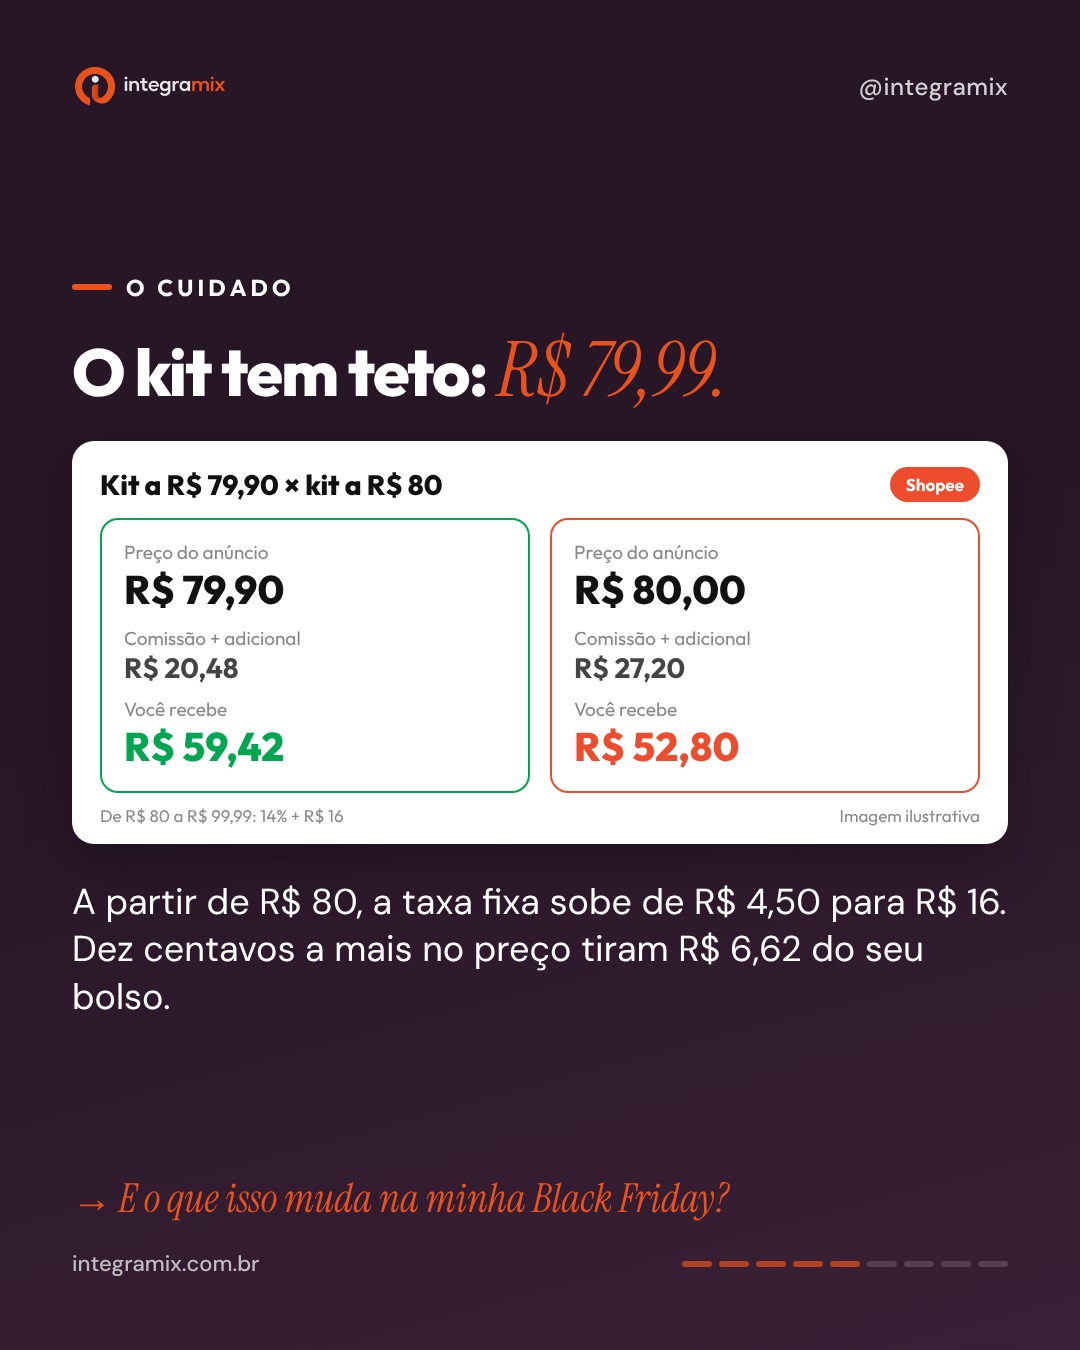 integramix
@integramix
O CUIDADO
O kit tem teto: R$ 79,99.
Kit a R$ 79,90 × kit a R$ 80
Shopee
Preço do anúncio
R$ 79,90
Comissão + adicional
R$ 20,48
Você recebe
R$ 59,42
Preço do anúncio
R$ 80,00
Comissão + adicional
R$ 27,20
Você recebe
R$ 52,80
De R$ 80 a R$ 99,99: 14% + R$ 16
Imagem ilustrativa
A partir de R$ 80, a taxa fixa sobe de R$ 4,50 para R$ 16.
Dez centavos a mais no preço tiram R$ 6,62 do seu
bolso.
→ E o que isso muda na minha Black Friday?
integramix.com.br